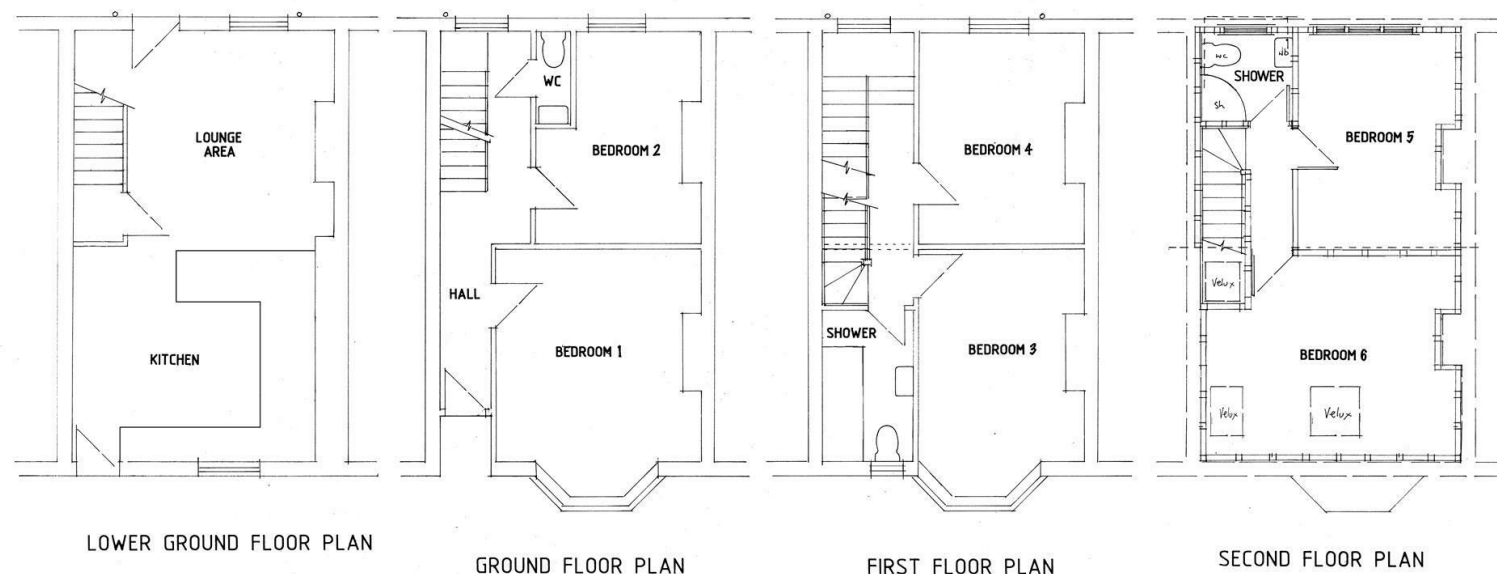 LOUNGE
AREA
KITCHEN
LOWER GROUND FLOOR PLAN
WC
BEDROOM 2
HALL
BEDROOM 1
GROUND FLOOR PLAN
BEDROOM 4
SHOWER
BEDROOM 3
FIRST FLOOR PLAN
wc
Wb
SHOWER
Sh
BEDROOM 5
Velux
BEDROOM 6
Velux
Velux
SECOND FLOOR PLAN